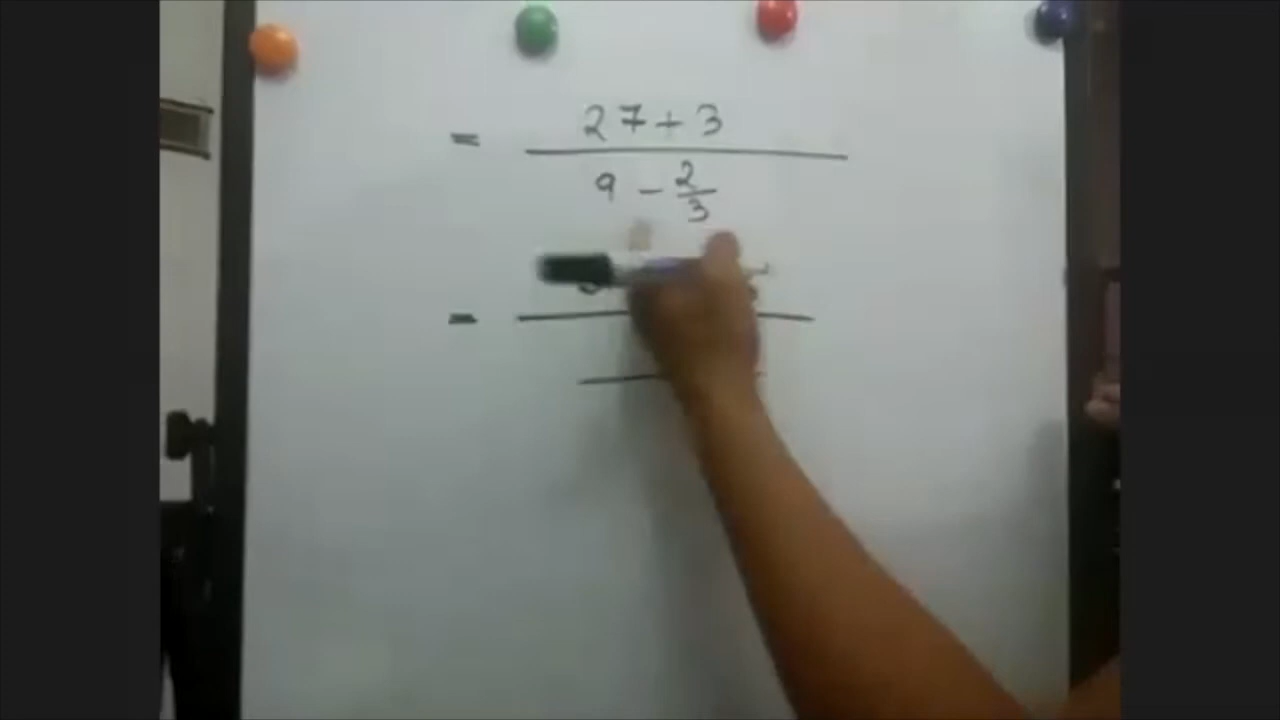 = 27 + 3
9 - 2/3
=